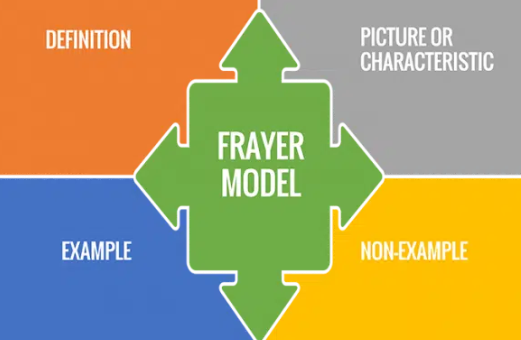 DEFINITION
PICTURE OR
CHARACTERISTIC
FRAYER
MODEL
EXAMPLE
NON-EXAMPLE